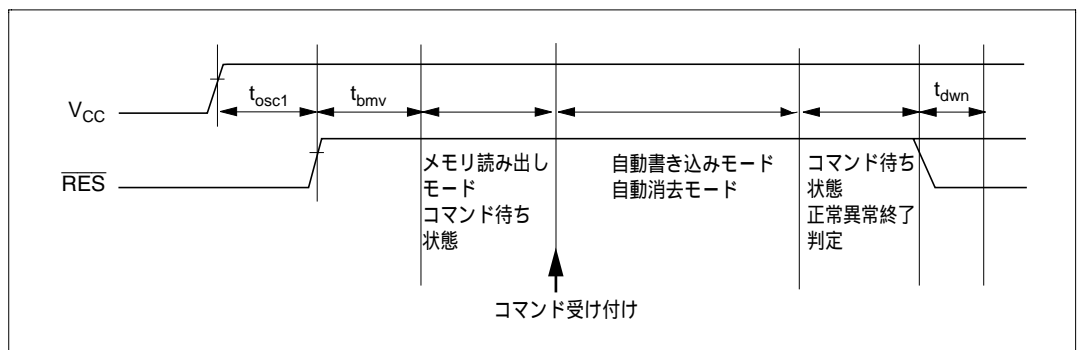 VCC
tosc1
tbmv
tdwn
RES
メモリ読み出し
モード
コマンド待ち
状態
自動書き込みモード
自動消去モード
コマンド待ち
状態
正常異常終了
判定
コマンド受け付け